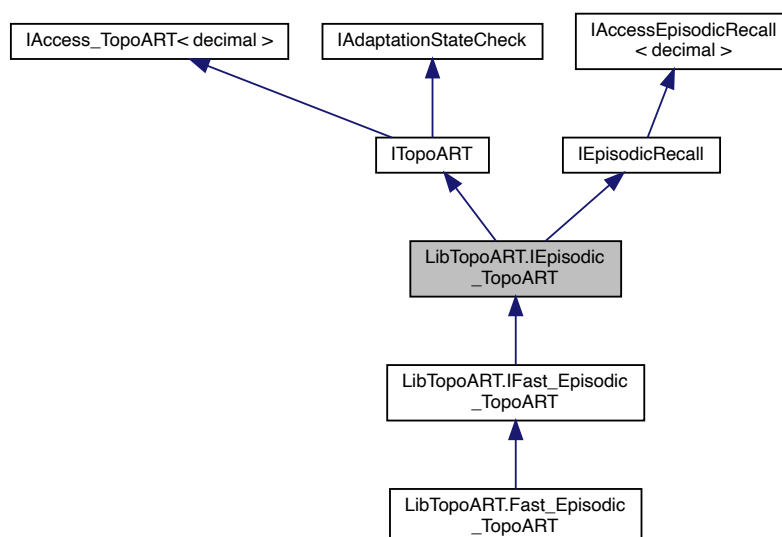 IAccess_TopoART< decimal >
IAdaptationStateCheck
IAccessEpisodicRecall
< decimal >
ITopoART
IEpisodicRecall
LibTopoART.IEpisodic
_TopoART
LibTopoART.IFast_Episodic
_TopoART
LibTopoART.Fast_Episodic
_TopoART